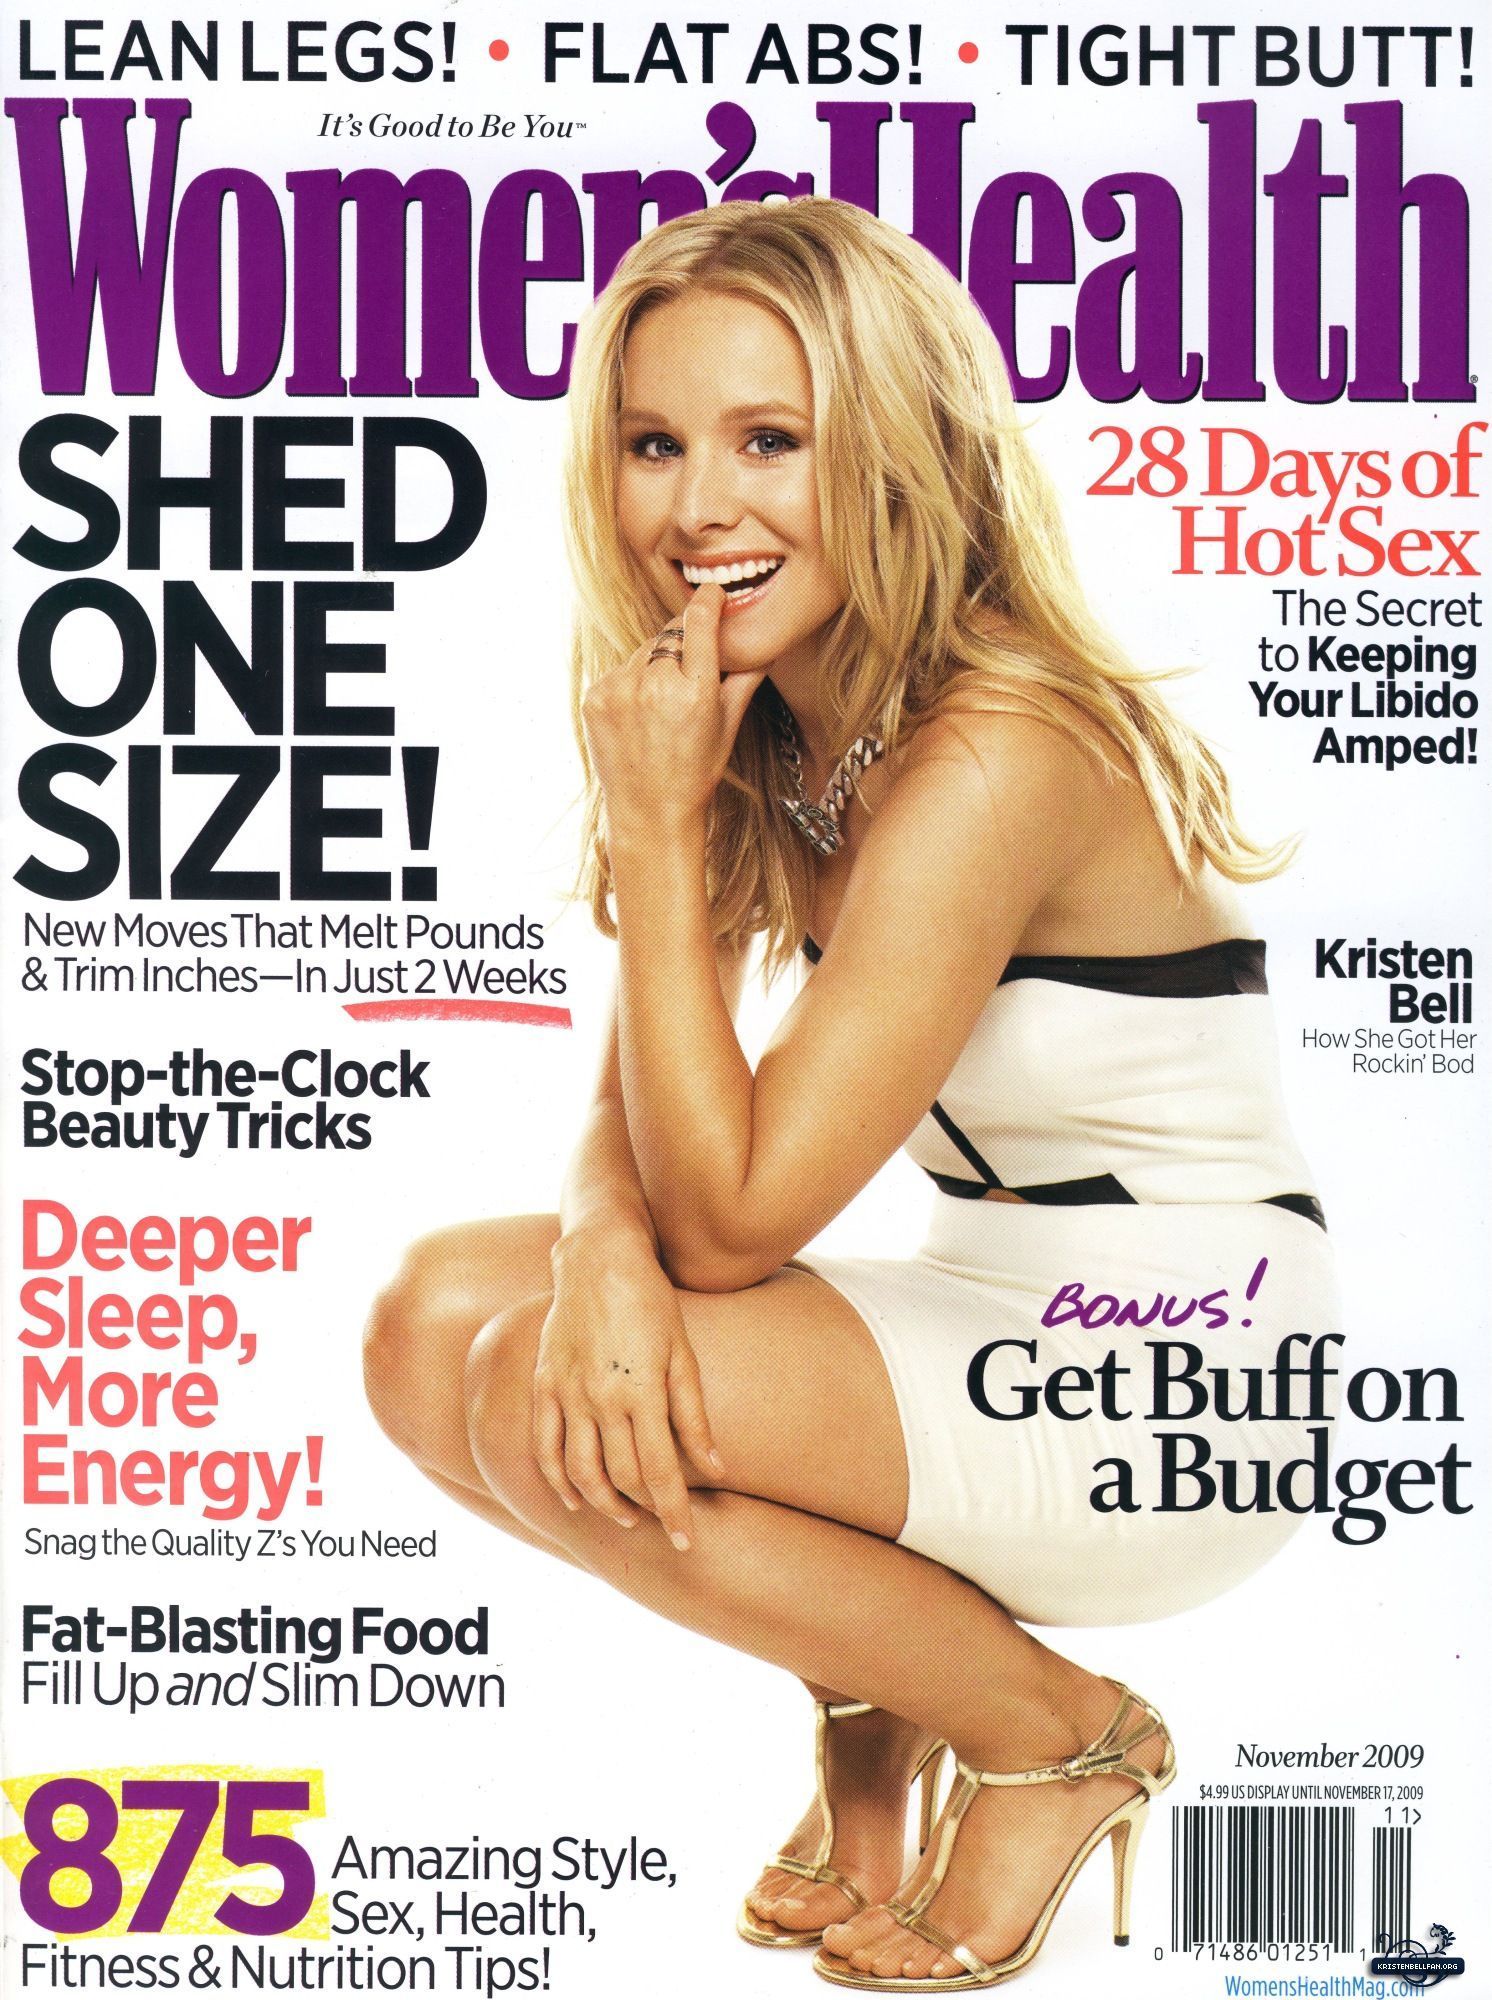 LEAN LEGS! • FLAT ABS! • TIGHT BUTT!
It's Good to Be You™
Women's Health®
SHED
ONE
SIZE!
New Moves That Melt Pounds
& Trim Inches—In Just 2 Weeks
Stop-the-Clock
Beauty Tricks
Deeper
Sleep,
More
Energy!
Snag the Quality Z's You Need
Fat-Blasting Food
Fill Up and Slim Down
875 Amazing Style,
Sex, Health,
Fitness & Nutrition Tips!
28 Days of
Hot Sex
The Secret
to Keeping
Your Libido
Amped!
Kristen
Bell
How She Got Her
Rockin' Bod
BONUS!
Get Buff on
a Budget
November 2009
$4.99 US DISPLAY UNTIL NOVEMBER 17, 2009
11>
0 71486 01251 1
KRISTENBELLFAN.ORG
WomensHealthMag.com